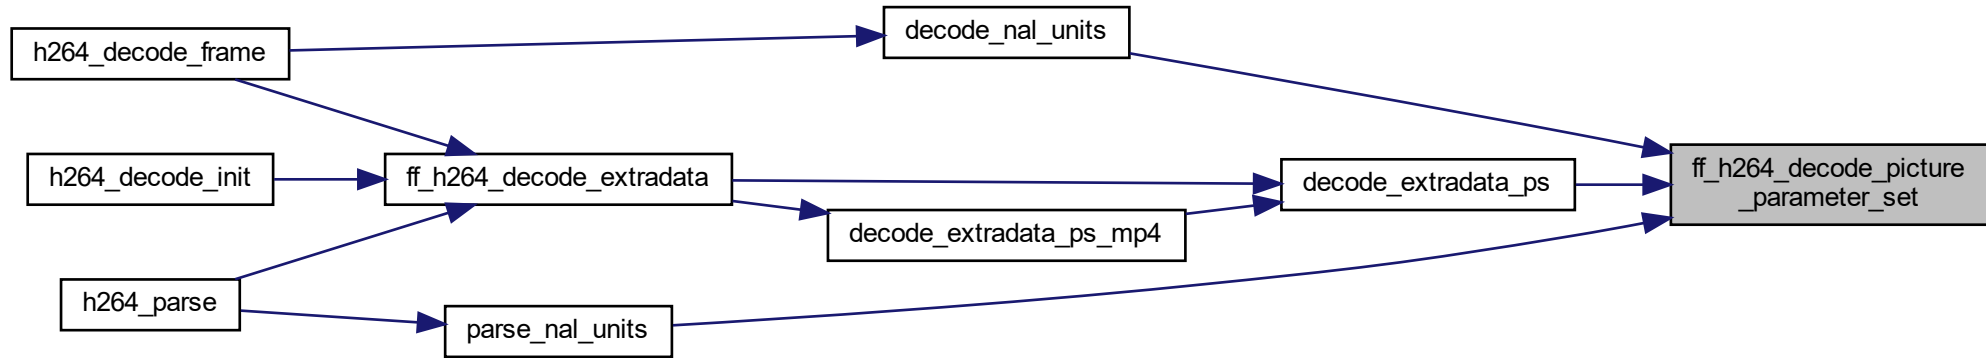 h264_decode_frame
decode_nal_units
h264_decode_init
ff_h264_decode_extradata
decode_extradata_ps
ff_h264_decode_picture
_parameter_set
decode_extradata_ps_mp4
h264_parse
parse_nal_units